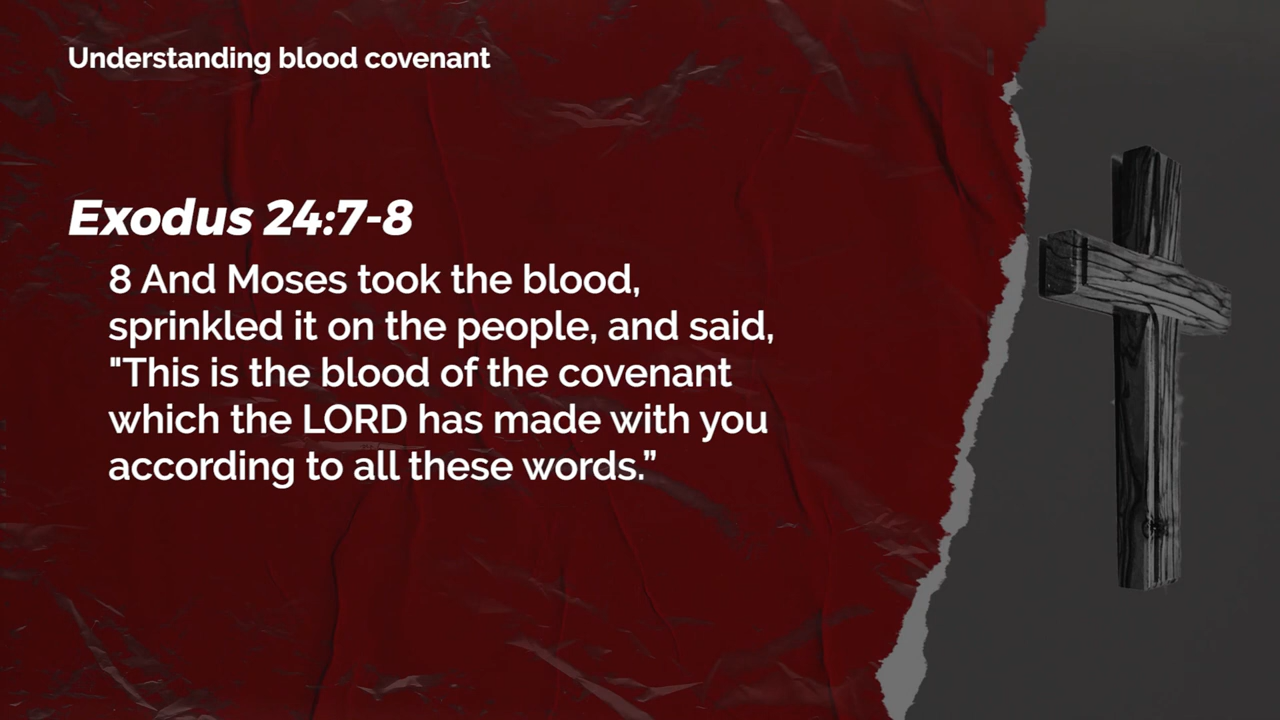 Understanding blood covenant
Exodus 24:7-8
8 And Moses took the blood,
sprinkled it on the people, and said,
"This is the blood of the covenant
which the LORD has made with you
according to all these words.”